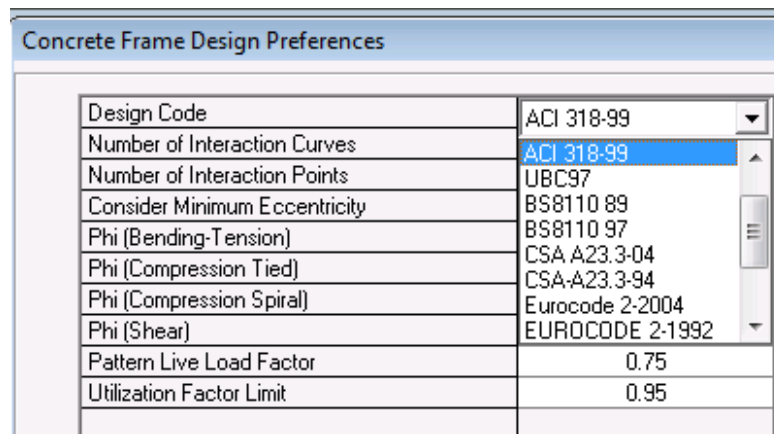 Concrete Frame Design Preferences
Design Code
ACI 318-99
Number of Interaction Curves
ACI 318-99
Number of Interaction Points
UBC97
Consider Minimum Eccentricity
BS8110 89
Phi (Bending-Tension)
BS8110 97
Phi (Compression Tied)
CSA A23.3-04
Phi (Compression Spiral)
CSA-A23.3-94
Eurocode 2-2004
Phi (Shear)
EUROCODE 2-1992
Pattern Live Load Factor
0.75
Utilization Factor Limit
0.95